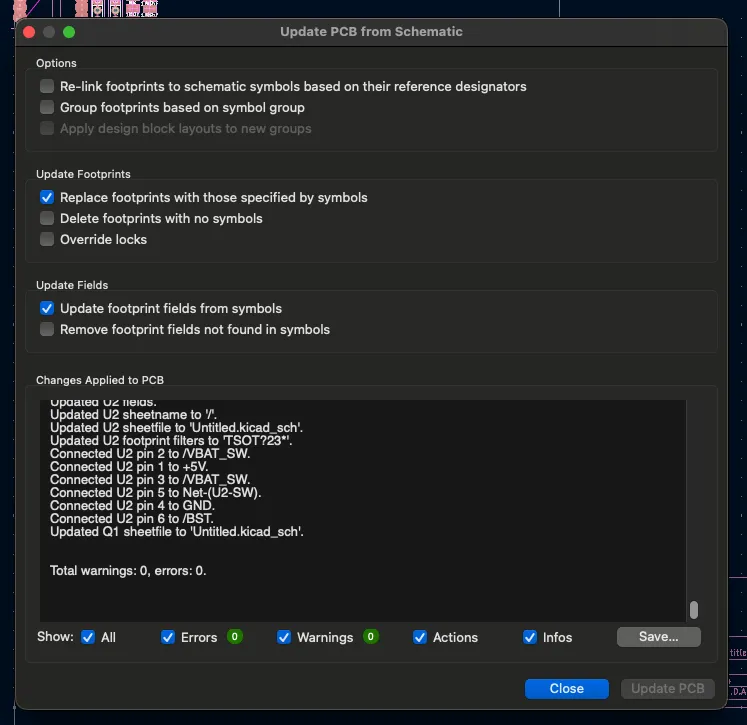 Update PCB from Schematic
Options
Re-link footprints to schematic symbols based on their reference designators
Group footprints based on symbol group
Apply design block layouts to new groups
Update Footprints
Replace footprints with those specified by symbols
Delete footprints with no symbols
Override locks
Update Fields
Update footprint fields from symbols
Remove footprint fields not found in symbols
Changes Applied to PCB
Updated U2 fields.
Updated U2 sheetname to '/'.
Updated U2 sheetfile to 'Untitled.kicad_sch'.
Updated U2 footprint filters to 'TSOT?23*'.
Connected U2 pin 2 to /VBAT_SW.
Connected U2 pin 1 to +5V.
Connected U2 pin 3 to /VBAT_SW.
Connected U2 pin 5 to Net-(U2-SW).
Connected U2 pin 4 to GND.
Connected U2 pin 6 to /BST.
Updated Q1 sheetfile to 'Untitled.kicad_sch'.
Total warnings: 0, errors: 0.
Show: All Errors 0 Warnings 0 Actions Infos Save...
title
Close Update PCB